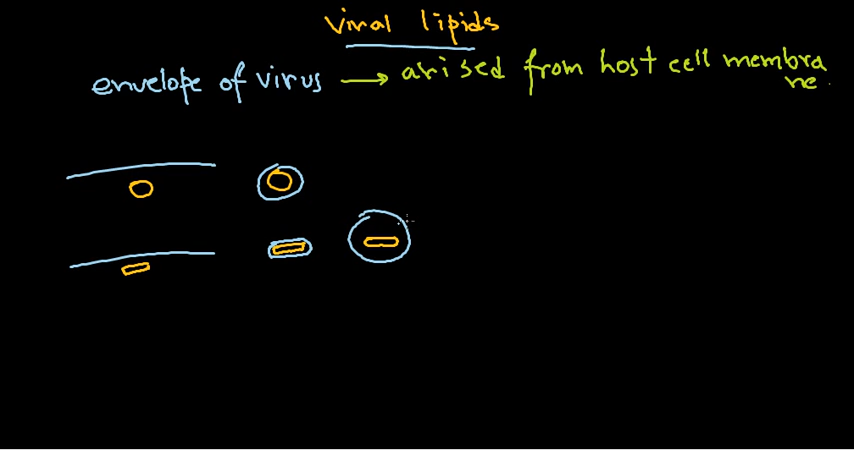 Viral lipids
envelope of virus → arised from host cell membra
ne.